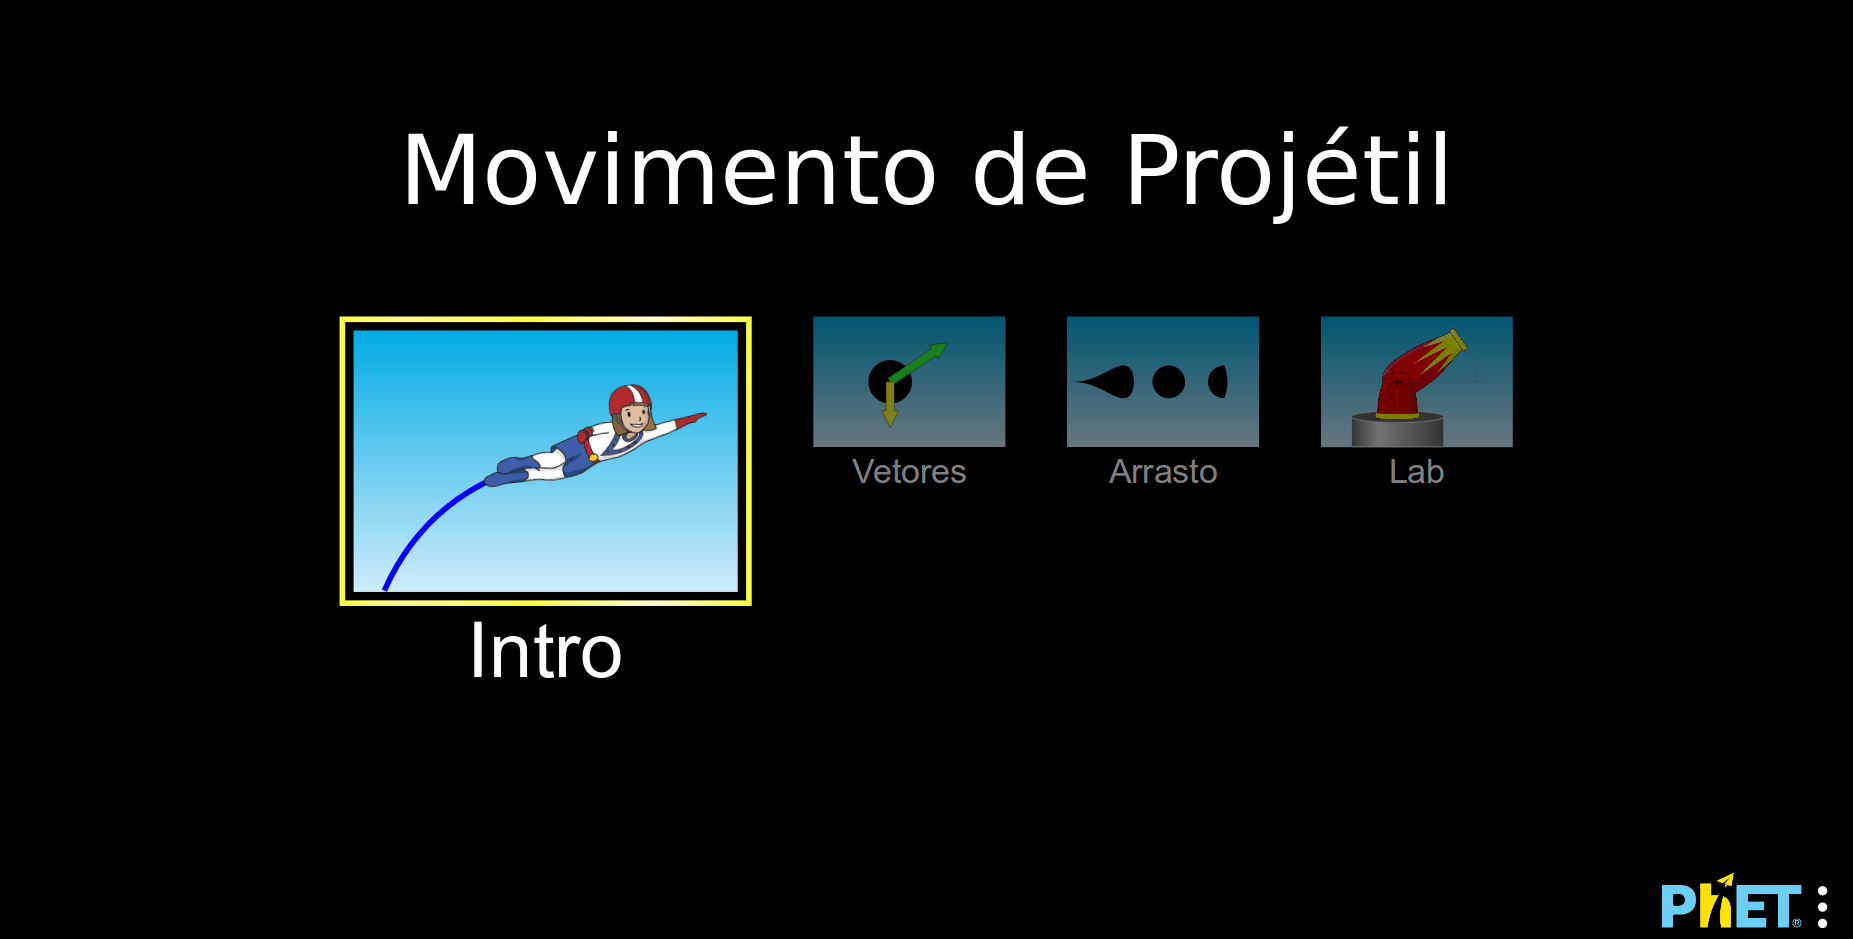 Movimento de Projétil
Intro
Vetores
Arrasto
Lab
PhET®